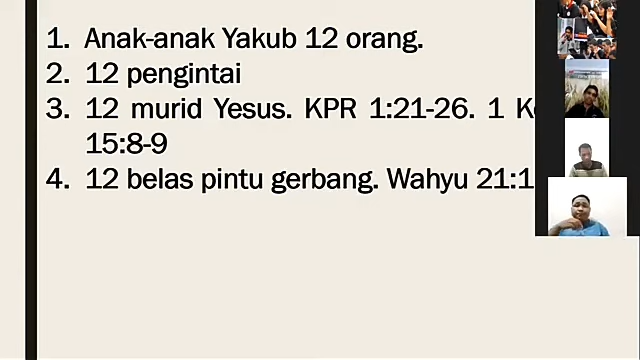 1. Anak-anak Yakub 12 orang.
2. 12 pengintai
3. 12 murid Yesus. KPR 1:21-26. 1
15:8-9
4. 12 belas pintu gerbang. Wahyu 21:1